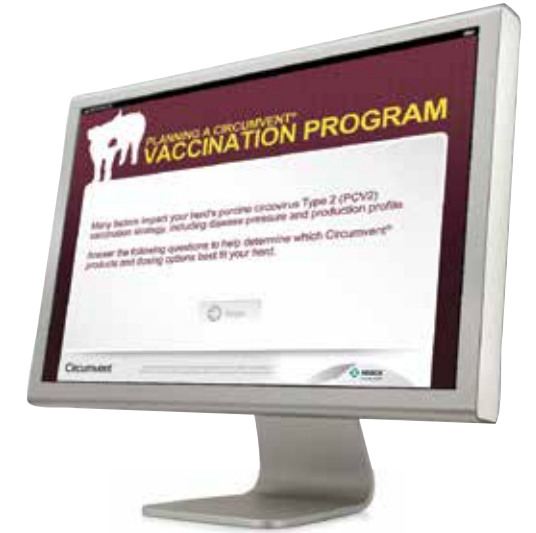 PLANNING A CIRCUMVENT®
VACCINATION PROGRAM
Many factors impact your herd's porcine circovirus Type 2 (PCV2)
vaccination strategy, including disease pressure and production profile.
Answer the following questions to help determine which Circumvent®
products and dosing options best fit your herd.
Begin
Circumvent
MERCK